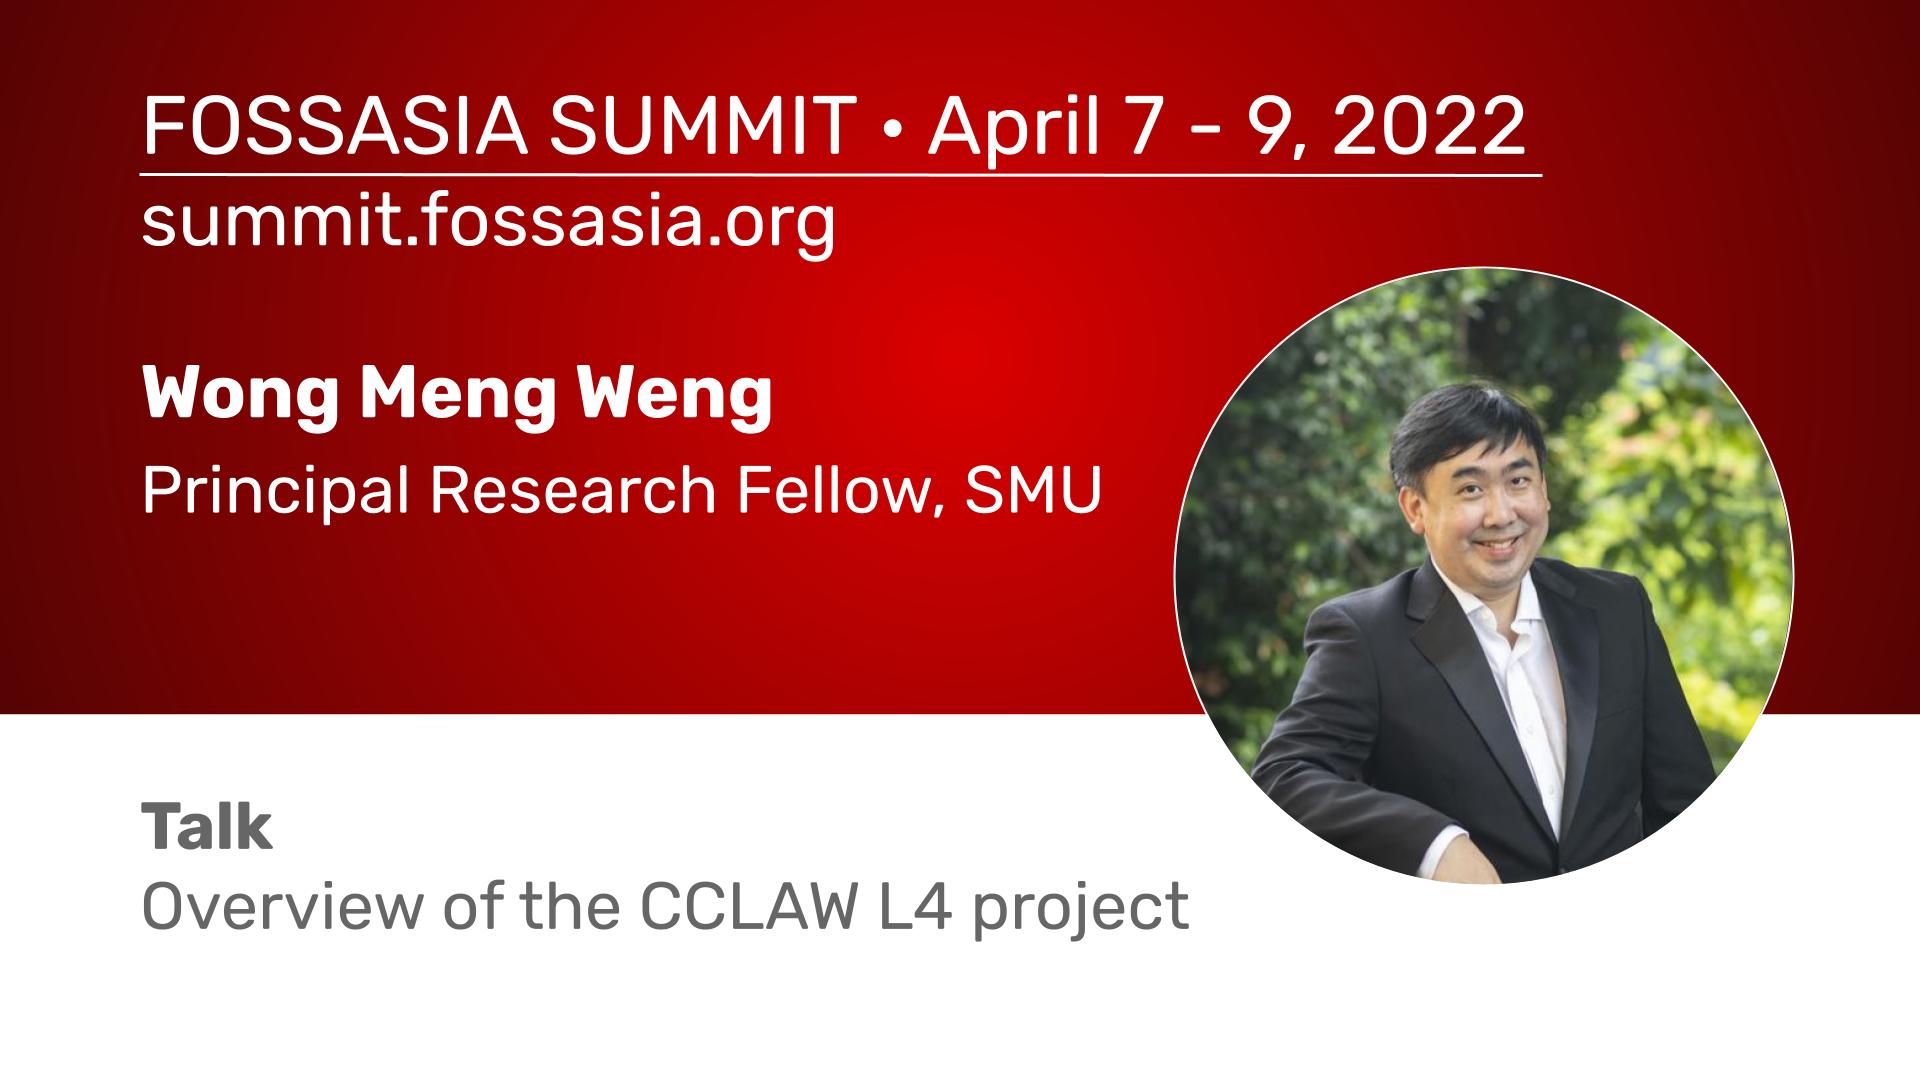 FOSSASIA SUMMIT • April 7 - 9, 2022
summit.fossasia.org
Wong Meng Weng
Principal Research Fellow, SMU
Talk
Overview of the CCLAW L4 project